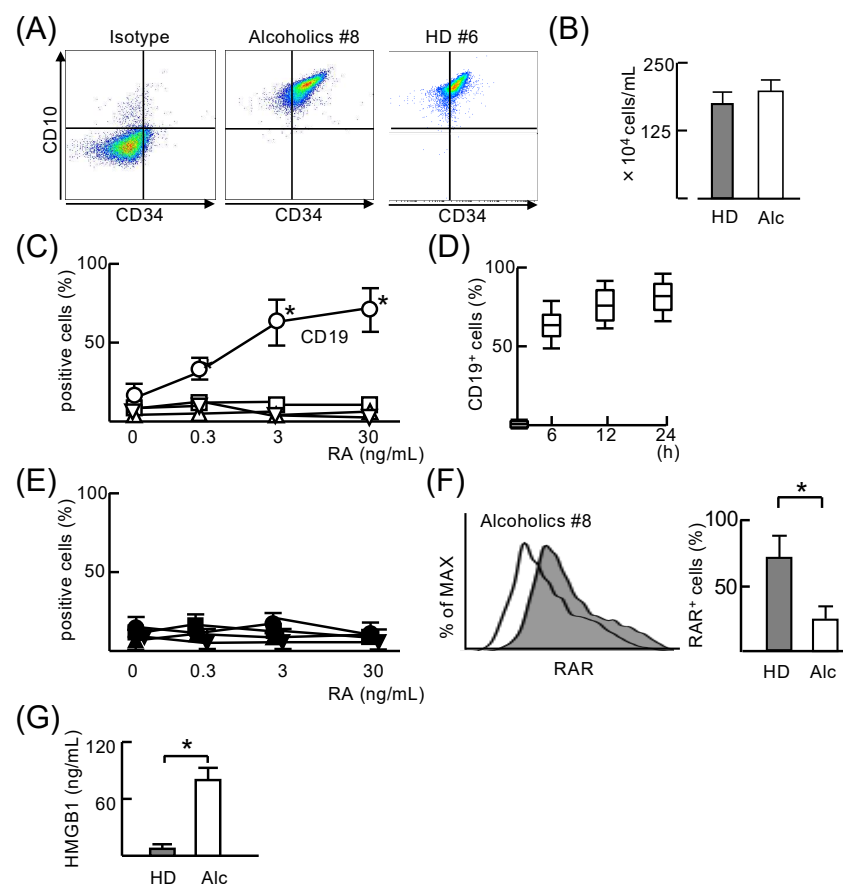 (A)
Isotype
Alcoholics #8
HD #6
CD10
CD34
CD34
CD34
(B)
× 10⁴ cells/mL
250
125
HD
Alc
(C)
positive cells (%)
100
50
*
*
CD19
0
0.3
3
30
RA (ng/mL)
(D)
CD19⁺ cells (%)
100
50
6
12
24
(h)
(E)
positive cells (%)
100
50
0
0.3
3
30
RA (ng/mL)
(F)
Alcoholics #8
% of MAX
RAR
*
RAR⁺ cells (%)
100
50
HD
Alc
(G)
HMGB1 (ng/mL)
120
60
*
HD
Alc